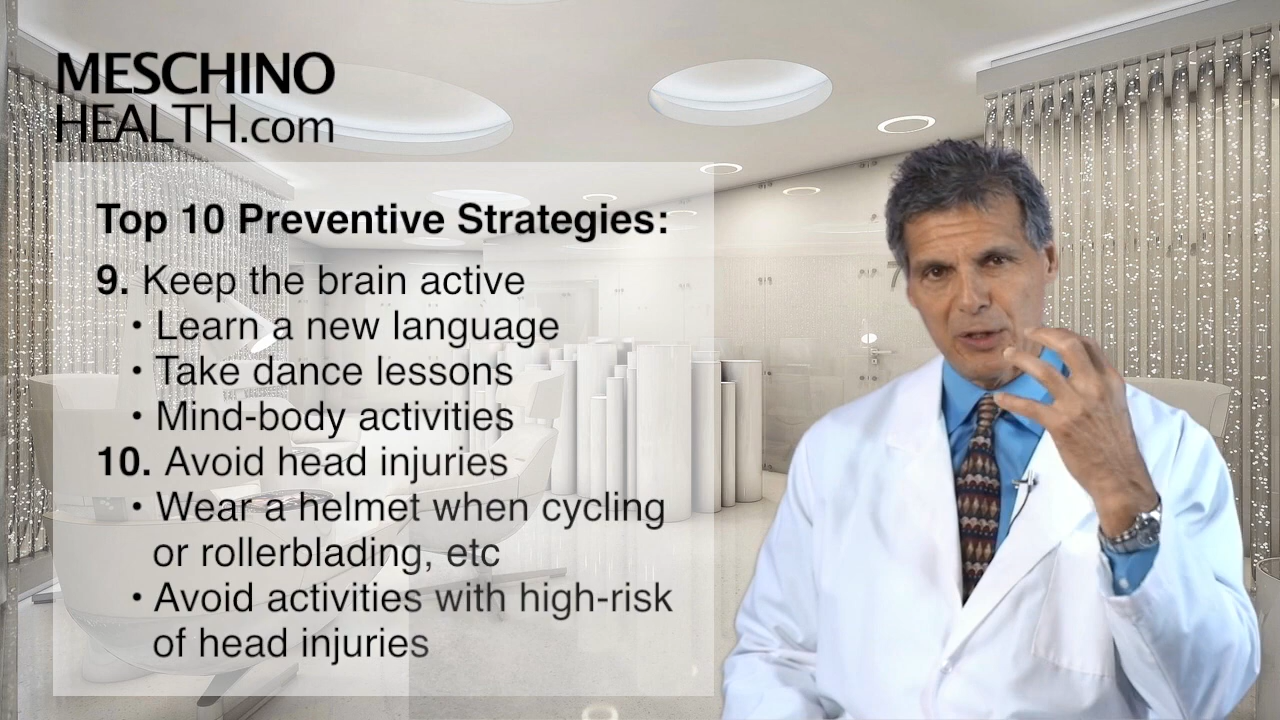 MESCHINO
HEALTH.com
Top 10 Preventive Strategies:
9. Keep the brain active
• Learn a new language
• Take dance lessons
• Mind-body activities
10. Avoid head injuries
• Wear a helmet when cycling
or rollerblading, etc
• Avoid activities with high-risk
of head injuries